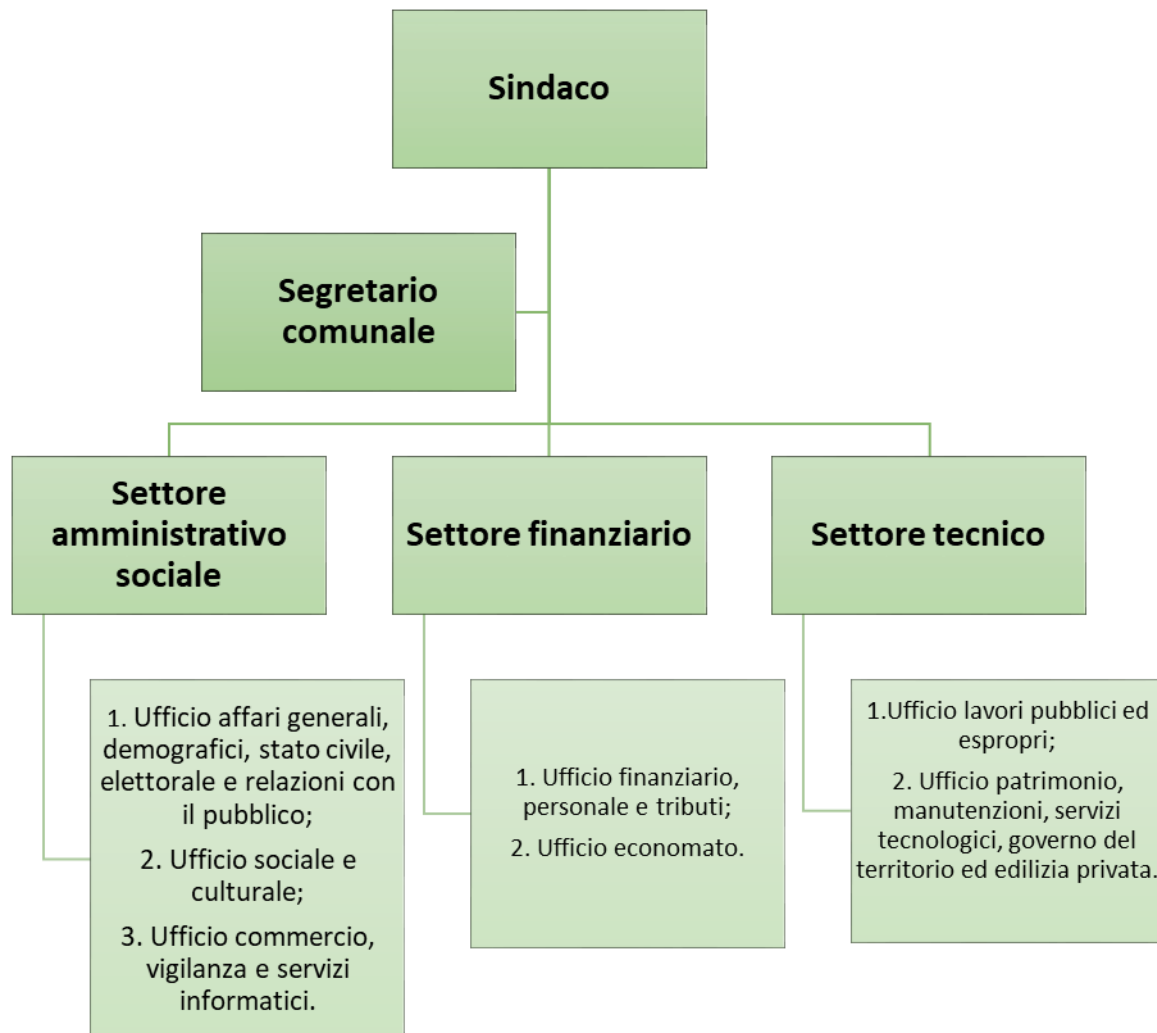 Sindaco
Segretario
comunale
Settore
amministrativo
sociale
Settore finanziario
Settore tecnico
1. Ufficio affari generali,
demografici, stato civile,
elettorale e relazioni con
il pubblico;
2. Ufficio sociale e
culturale;
3. Ufficio commercio,
vigilanza e servizi
informatici.
1. Ufficio finanziario,
personale e tributi;
2. Ufficio economato.
1.Ufficio lavori pubblici ed
espropri;
2. Ufficio patrimonio,
manutenzioni, servizi
tecnologici, governo del
territorio ed edilizia privata.